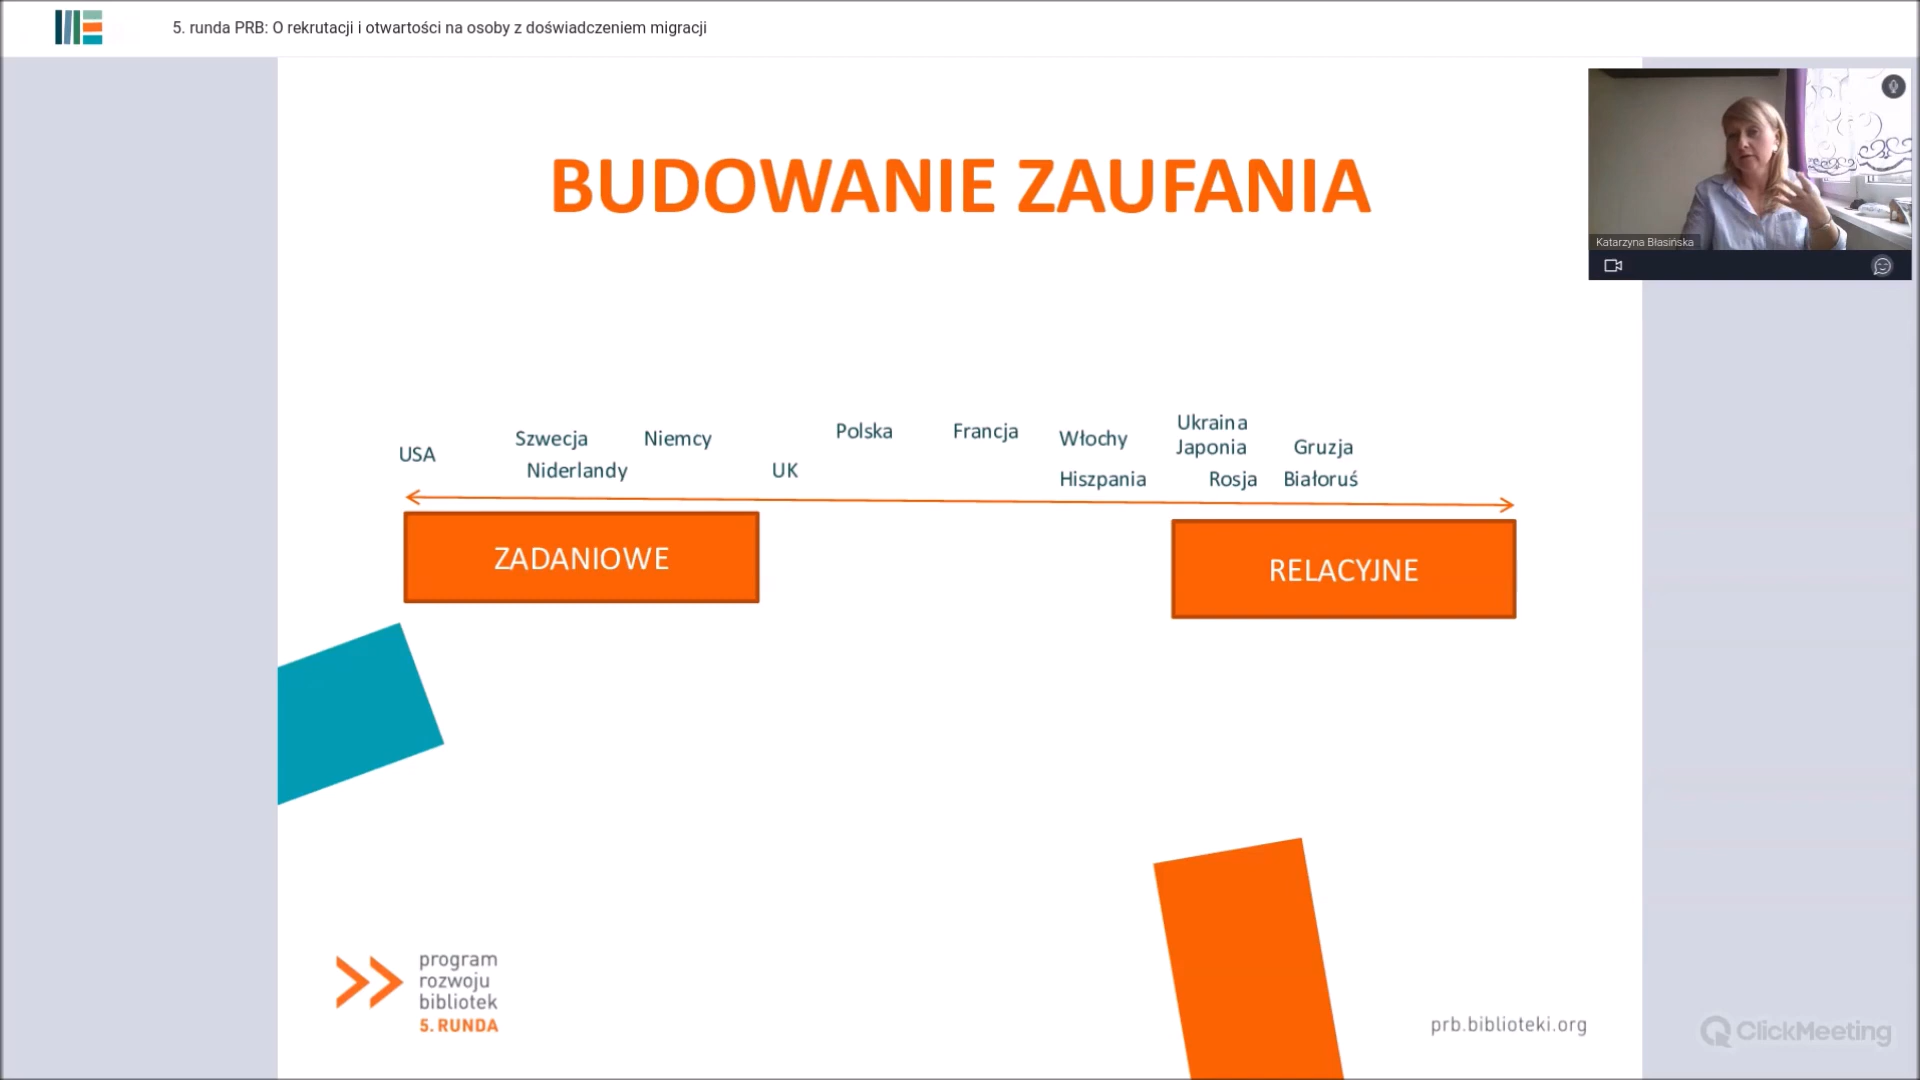 5. runda PRB: O rekrutacji i otwartości na osoby z doświadczeniem migracji
BUDOWANIE ZAUFANIA
Katarzyna Błasińska
USA
Szwecja
Niderlandy
Niemcy
UK
Polska
Francja
Włochy
Hiszpania
Ukraina
Japonia
Rosja
Gruzja
Białoruś
ZADANIOWE
RELACYJNE
program
rozwoju
bibliotek
5. RUNDA
prb.biblioteki.org
ClickMeeting